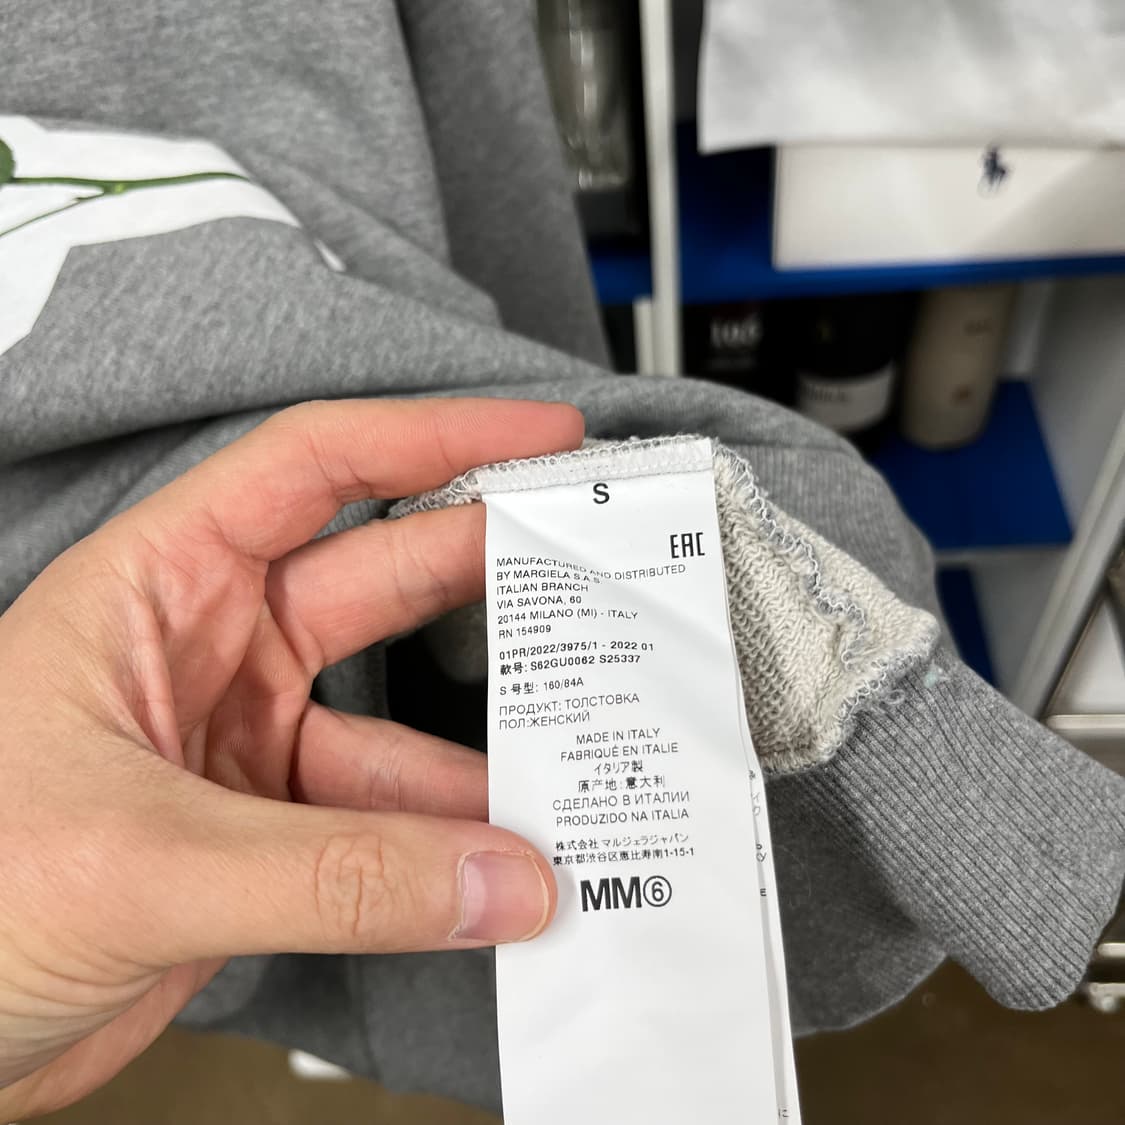 S
EAC
MANUFACTURED AND DISTRIBUTED
BY MARGIELA S.A.S
ITALIAN BRANCH
VIA SAVONA, 60
20144 MILANO (MI) - ITALY
RN 154909
01PR/2022/3975/1 - 2022 01
款号: S62GU0062 S25337
S 号型: 160/84A
ПРОДУКТ: ТОЛСТОВКА
ПОЛ:ЖЕНСКИЙ
MADE IN ITALY
FABRIQUÉ EN ITALIE
イタリア製
原产地: 意大利
СДЕЛАНО В ИТАЛИИ
PRODUZIDO NA ITALIA
株式会社 マルジェラジャパン
東京都渋谷区恵比寿南1-15-1
MM⑥